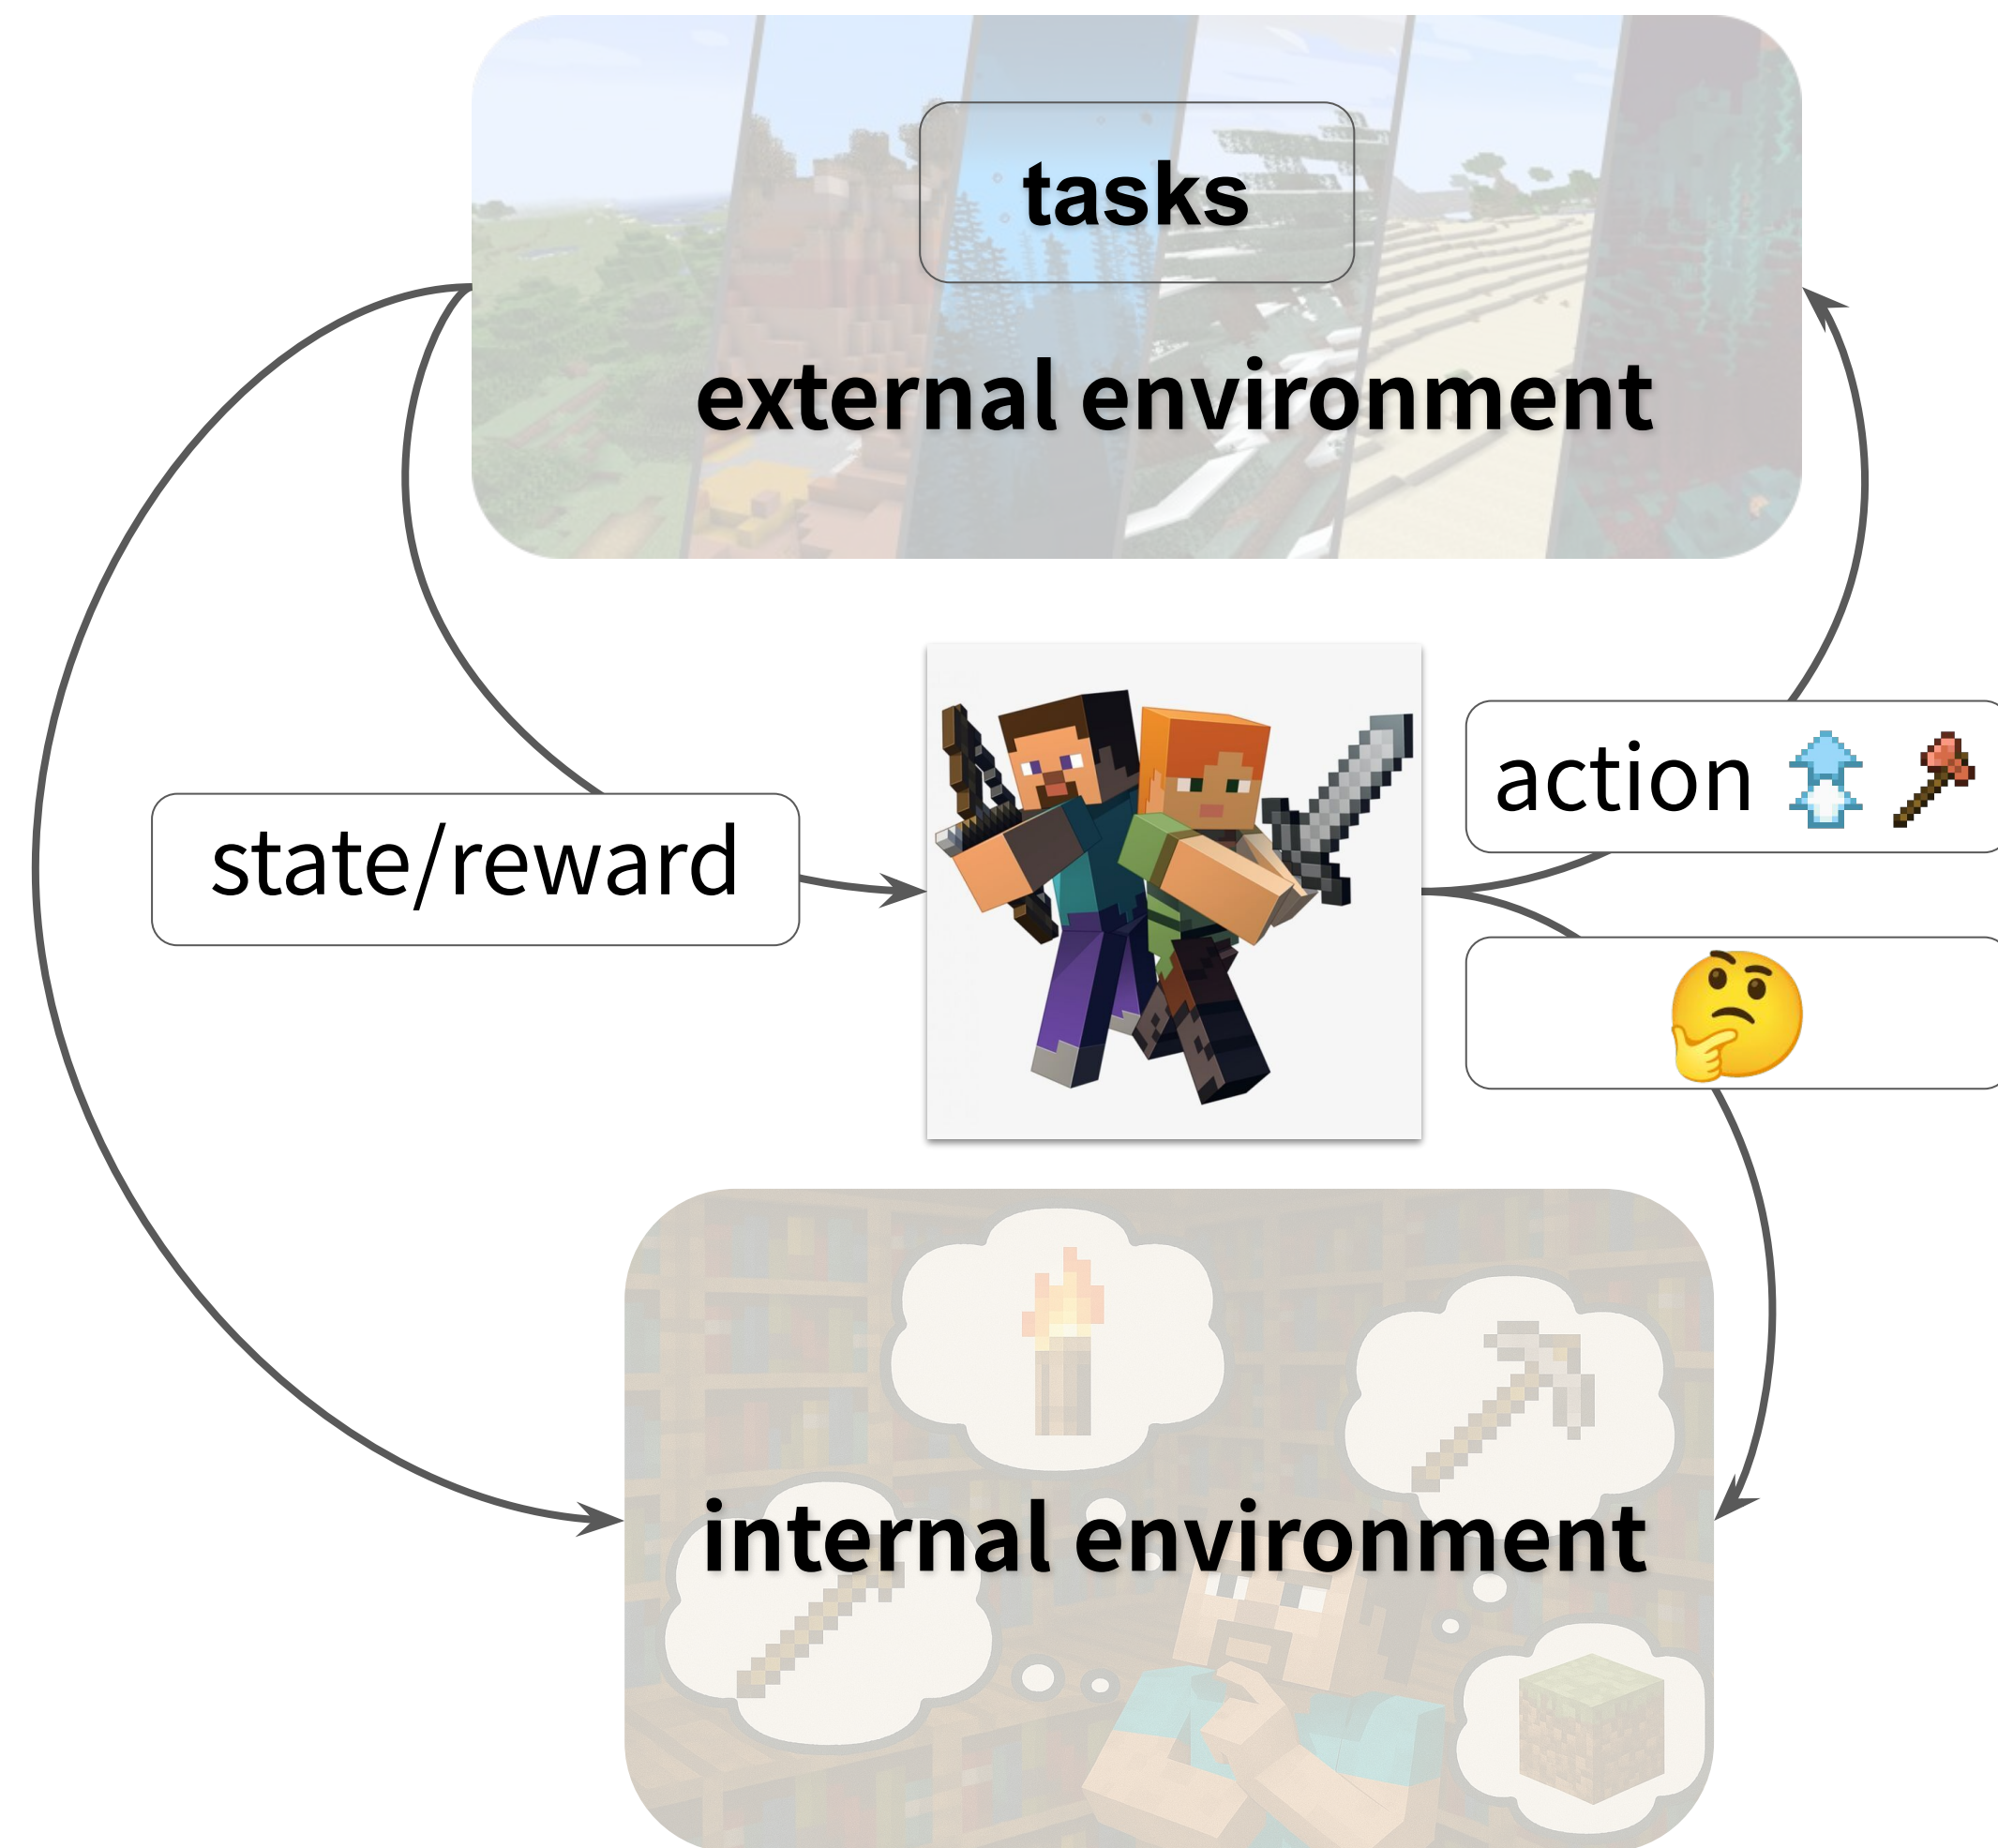 tasks
external environment
action
state/reward
internal environment